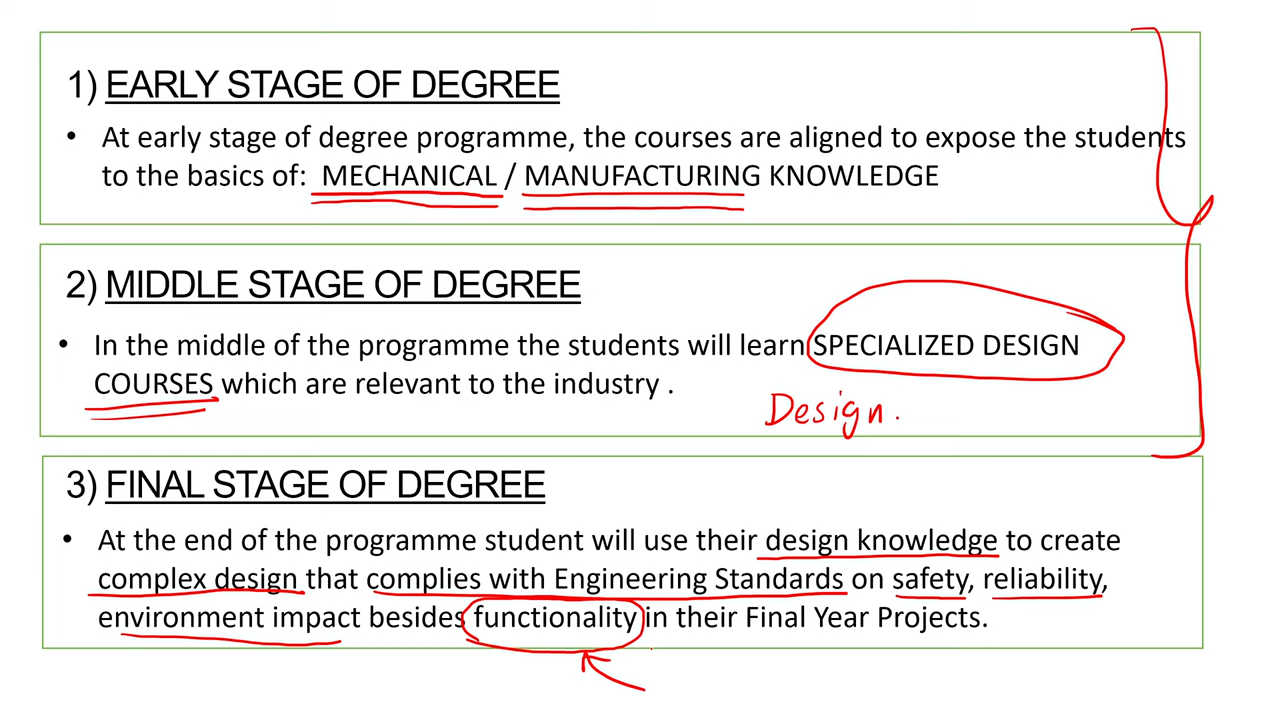 1) EARLY STAGE OF DEGREE
• At early stage of degree programme, the courses are aligned to expose the students
to the basics of: MECHANICAL / MANUFACTURING KNOWLEDGE
2) MIDDLE STAGE OF DEGREE
• In the middle of the programme the students will learn SPECIALIZED DESIGN
COURSES which are relevant to the industry .
Design.
3) FINAL STAGE OF DEGREE
• At the end of the programme student will use their design knowledge to create
complex design that complies with Engineering Standards on safety, reliability,
environment impact besides functionality in their Final Year Projects.